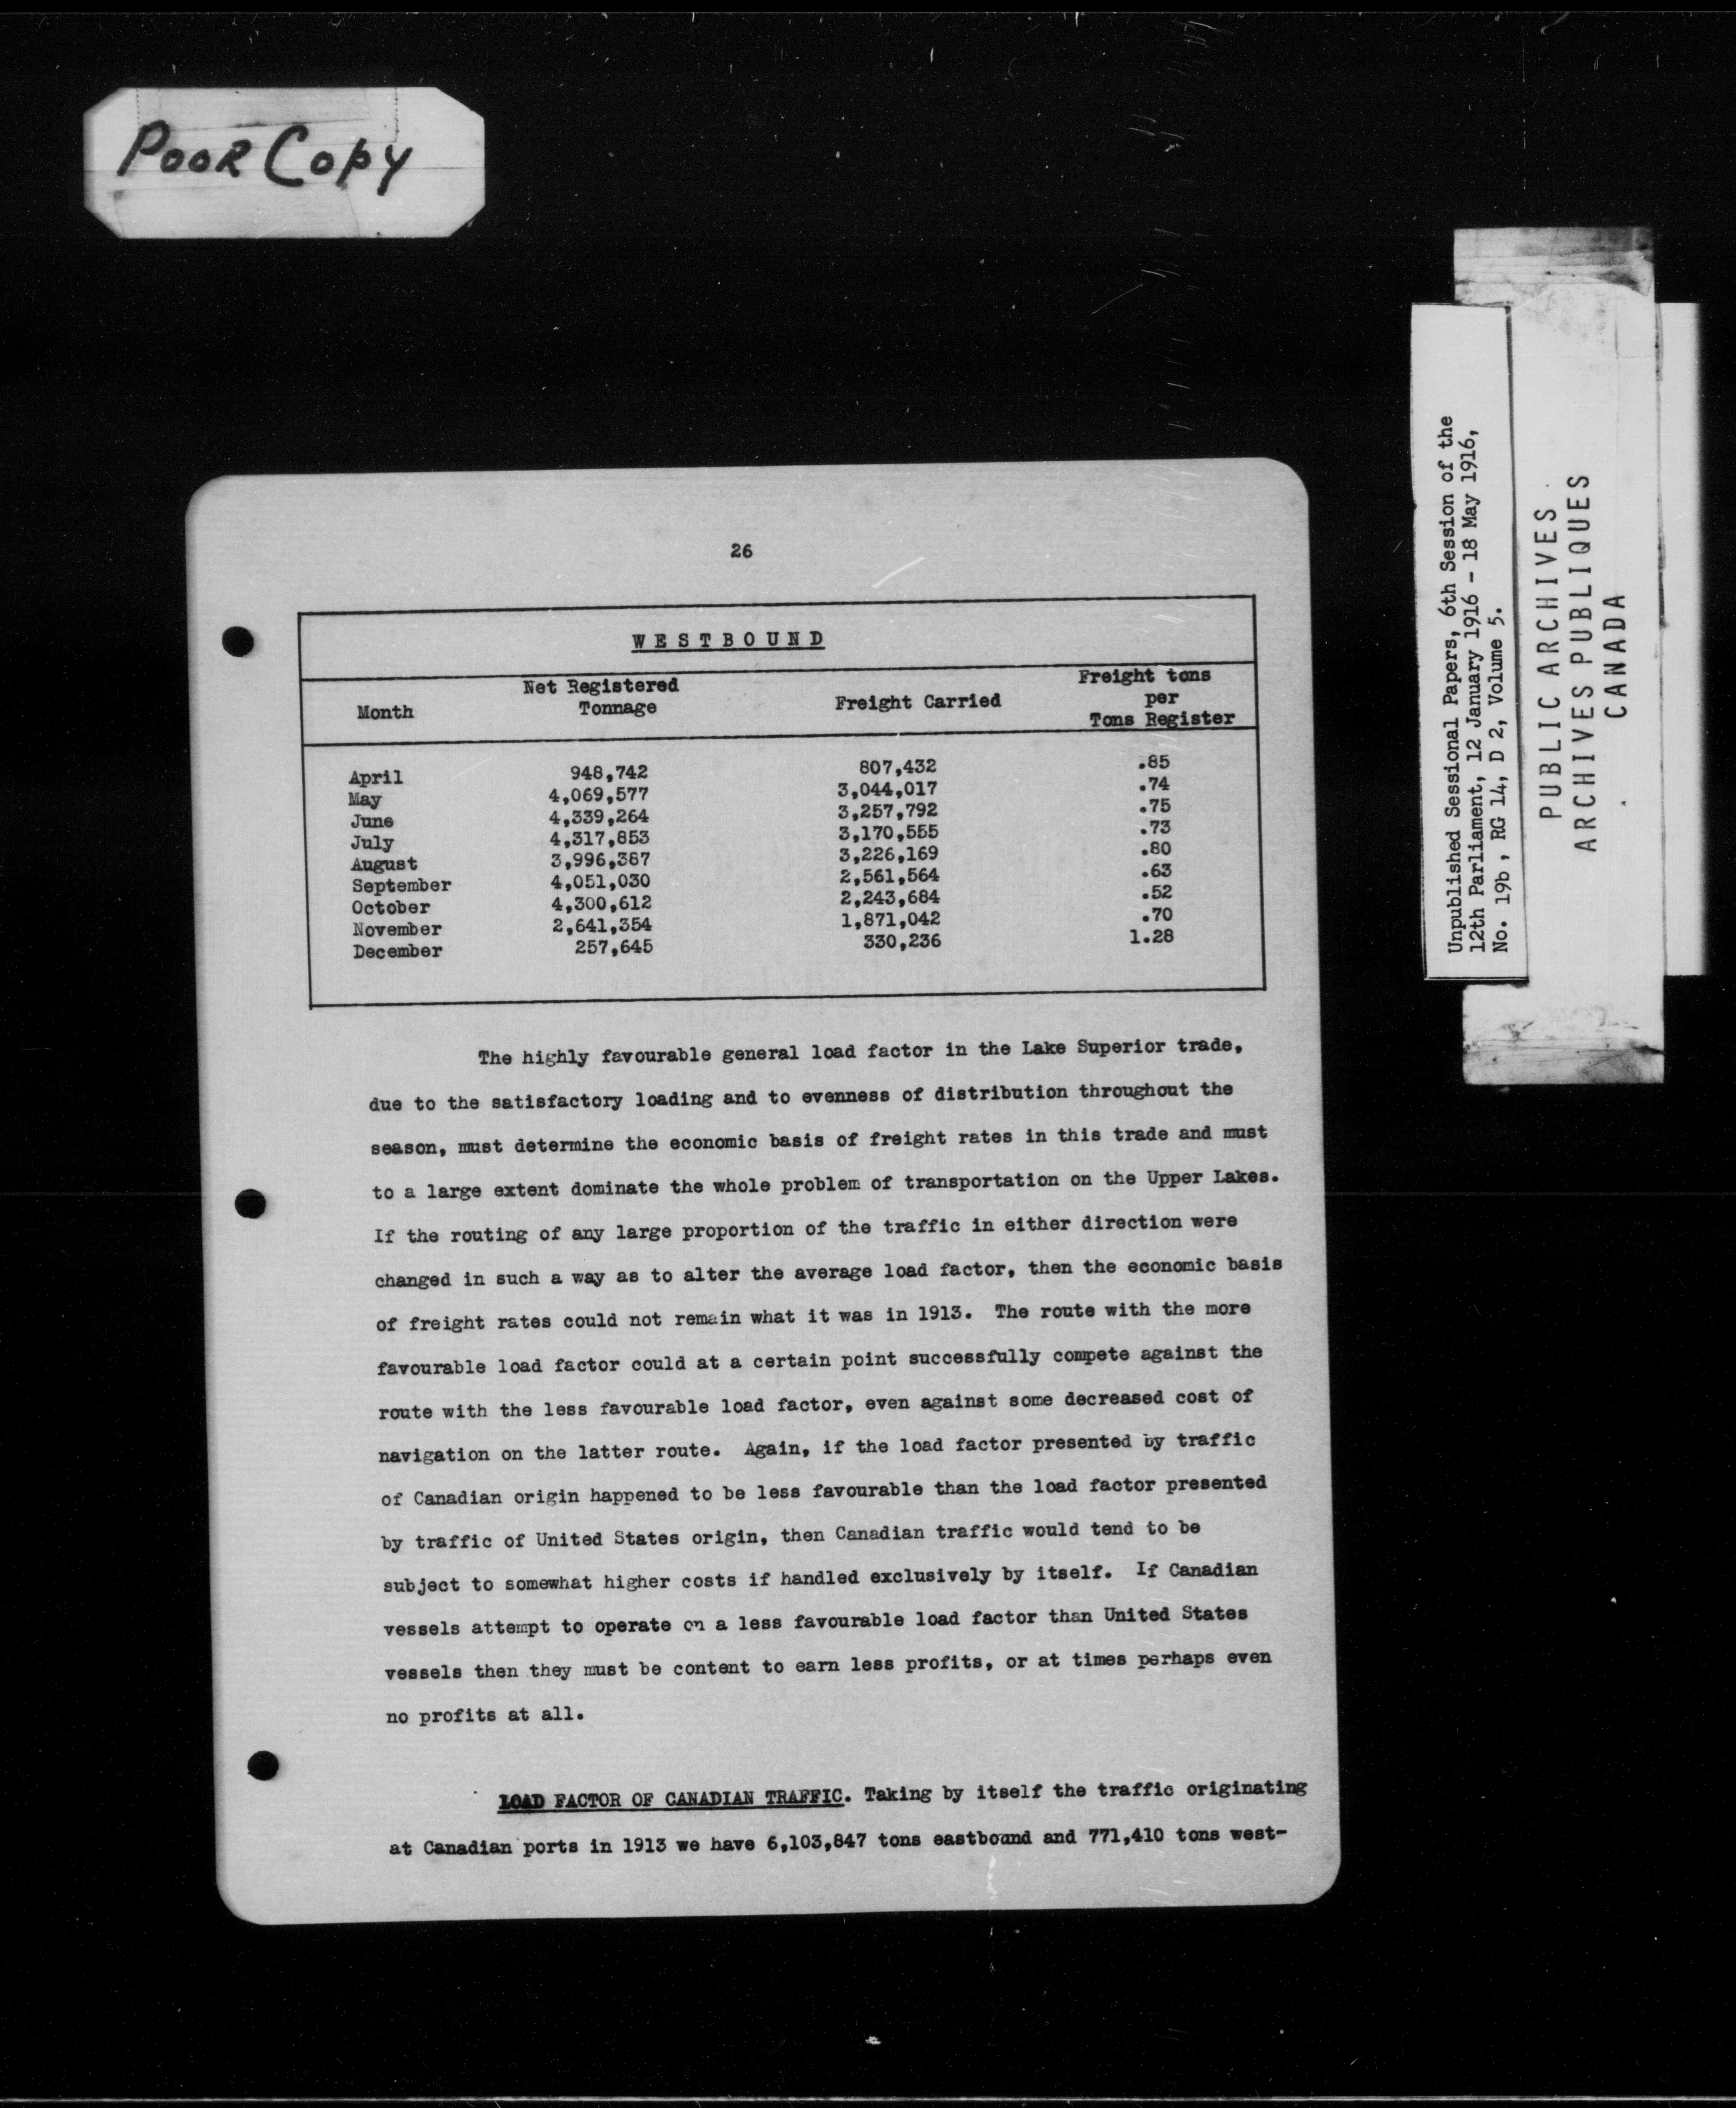 Poor Copy
26
WESTBOUND
Month Net Registered Tonnage Freight Carried Freight tons per Tons Register
April 948,742 807,432 .85
May 4,069,577 3,044,017 .74
June 4,339,264 3,257,792 .75
July 4,317,853 3,170,555 .73
August 3,996,387 3,226,169 .80
September 4,051,030 2,561,564 .63
October 4,300,612 2,243,684 .52
November 2,641,354 1,871,042 .70
December 257,645 330,236 1.28
The highly favourable general load factor in the Lake Superior trade,
due to the satisfactory loading and to evenness of distribution throughout the
season, must determine the economic basis of freight rates in this trade and must
to a large extent dominate the whole problem of transportation on the Upper Lakes.
If the routing of any large proportion of the traffic in either direction were
changed in such a way as to alter the average load factor, then the economic basis
of freight rates could not remain what it was in 1913. The route with the more
favourable load factor could at a certain point successfully compete against the
route with the less favourable load factor, even against some decreased cost of
navigation on the latter route. Again, if the load factor presented by traffic
of Canadian origin happened to be less favourable than the load factor presented
by traffic of United States origin, then Canadian traffic would tend to be
subject to somewhat higher costs if handled exclusively by itself. If Canadian
vessels attempt to operate on a less favourable load factor than United States
vessels then they must be content to earn less profits, or at times perhaps even
no profits at all.
LOAD FACTOR OF CANADIAN TRAFFIC. Taking by itself the traffic originating
at Canadian ports in 1913 we have 6,103,847 tons eastbound and 771,410 tons west-
Unpublished Sessional Papers, 6th Session of the
12th Parliament, 12 January 1916 - 18 May 1916,
No. 19b, RG 14, D 2, Volume 5.
PUBLIC ARCHIVES
ARCHIVES PUBLIQUES
CANADA